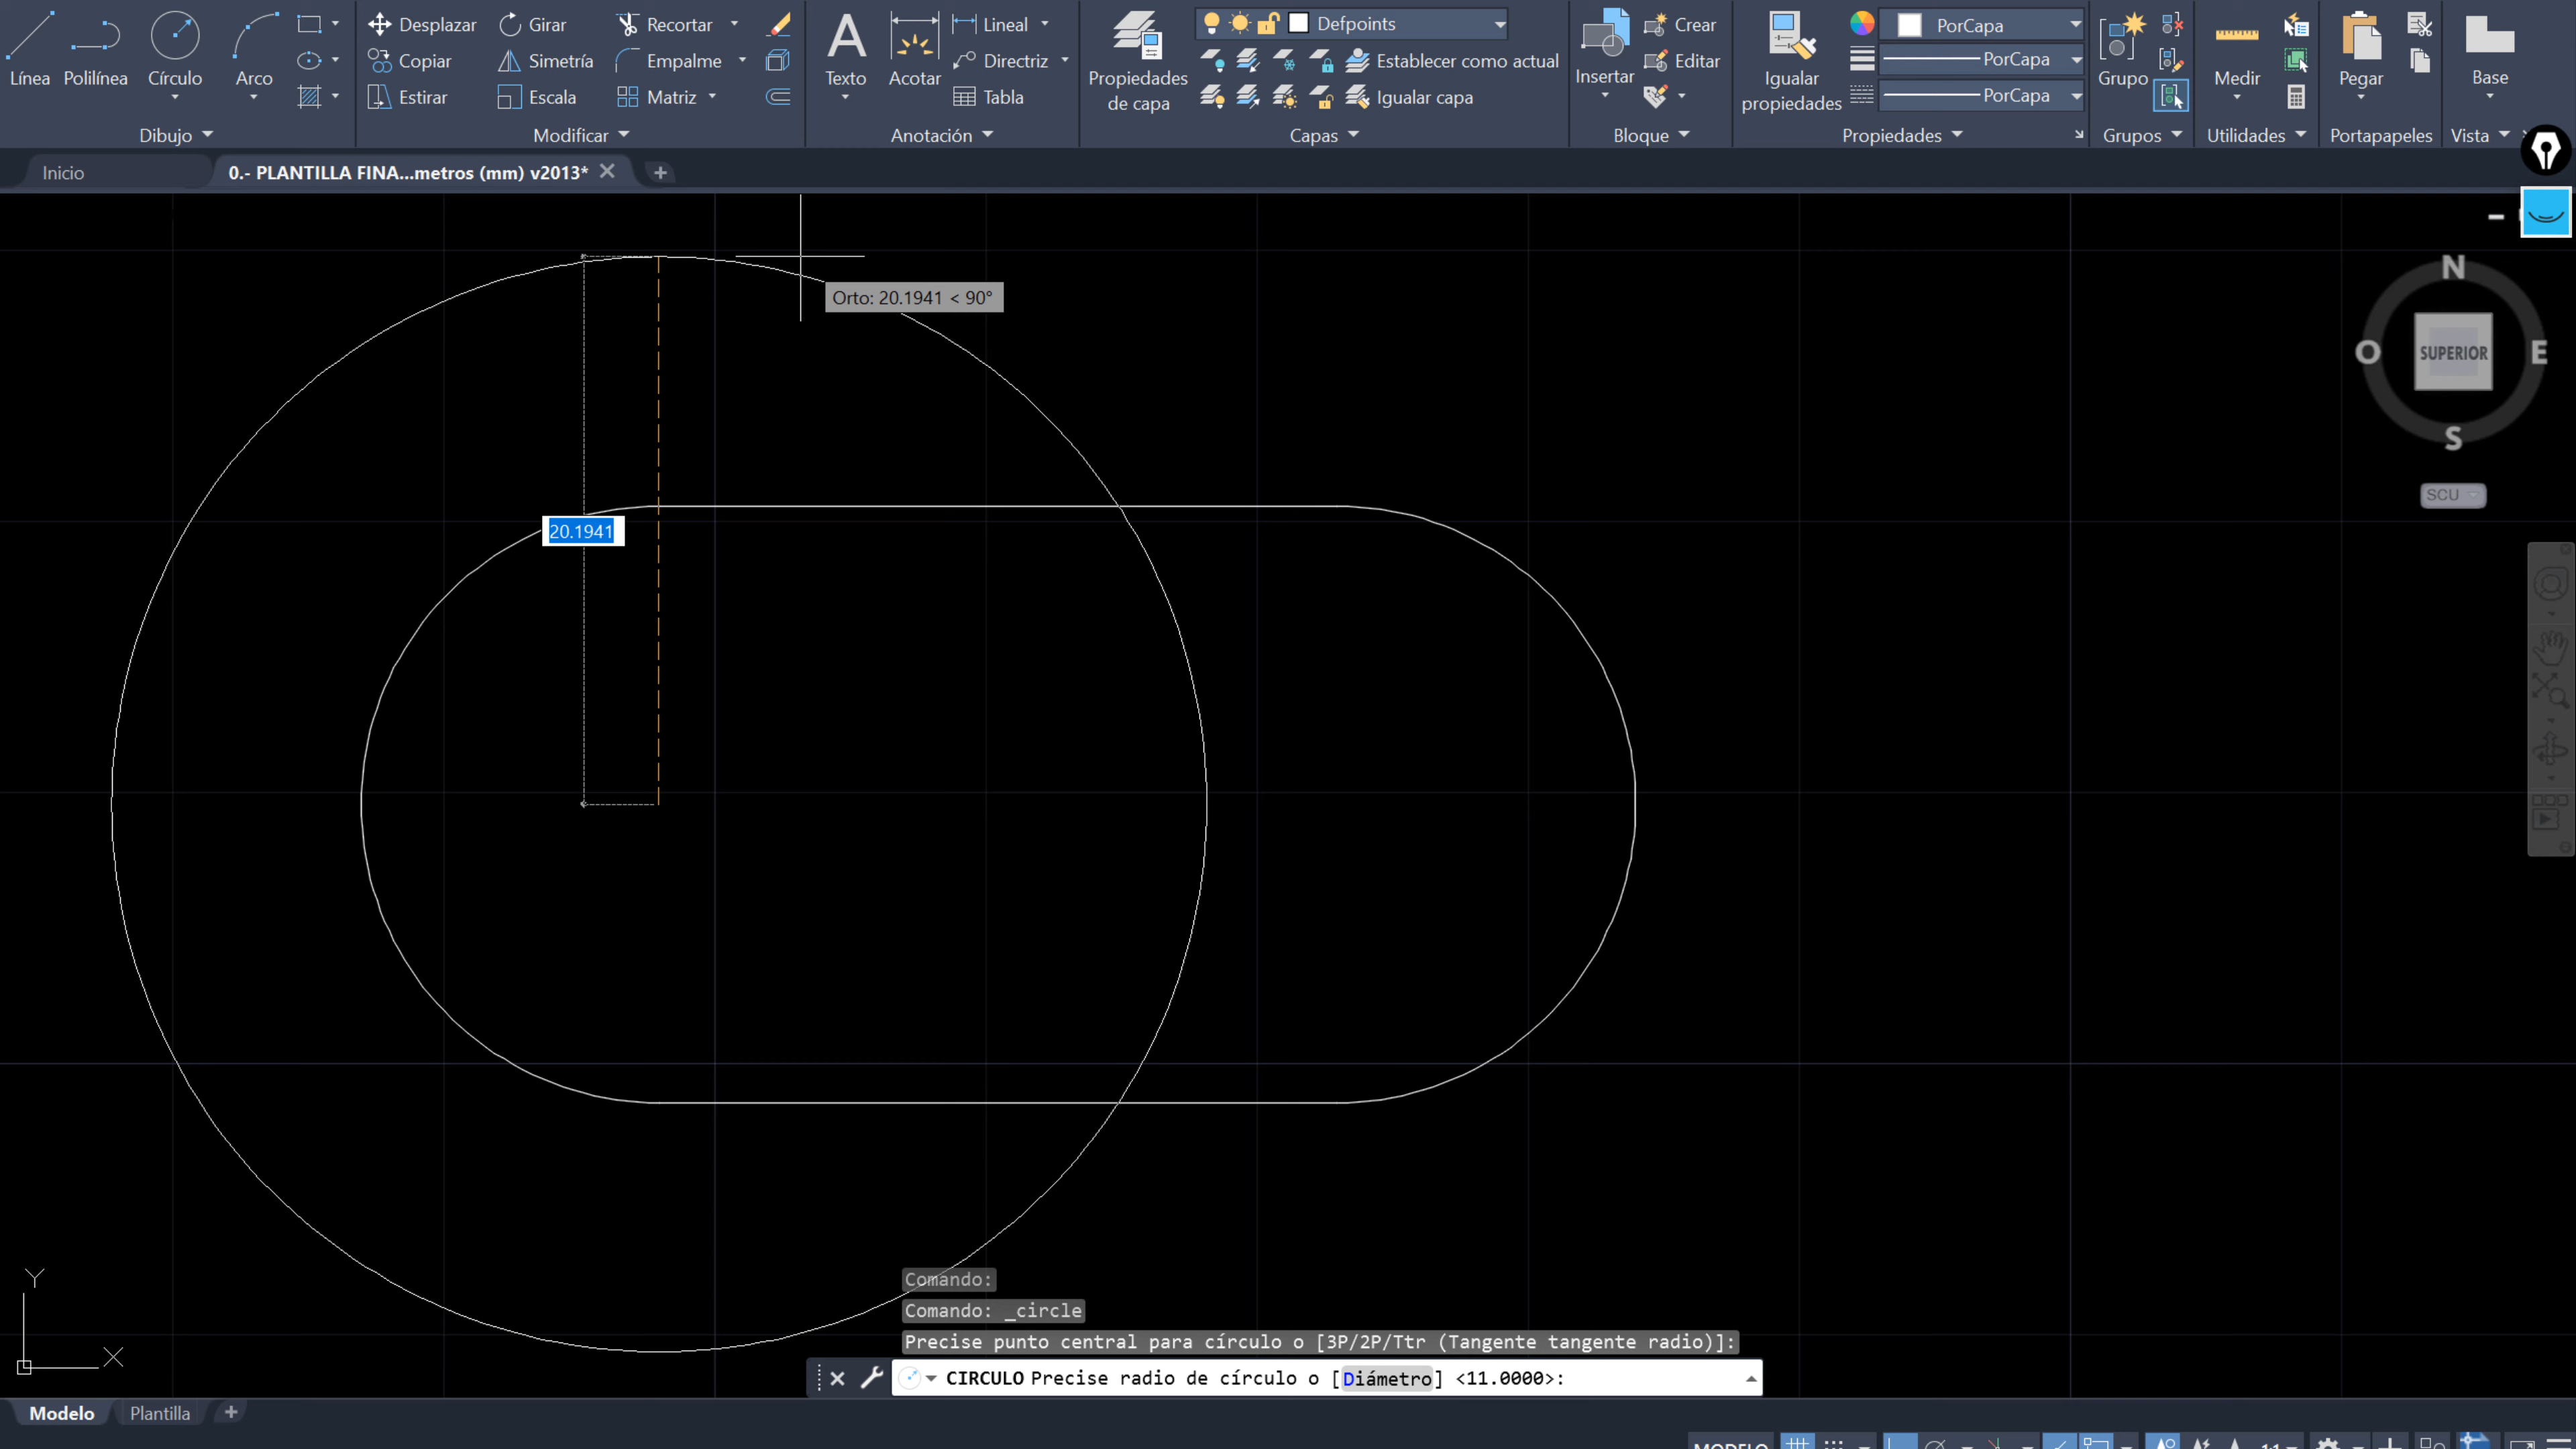 Línea
Polilínea
Círculo
Arco
Dibujo
Desplazar
Girar
Recortar
Copiar
Simetría
Empalme
Estirar
Escala
Matriz
Modificar
Texto
Acotar
Lineal
Directriz
Tabla
Anotación
Propiedades
de capa
Defpoints
Establecer como actual
Igualar capa
Capas
Insertar
Crear
Editar
Bloque
Igualar
propiedades
PorCapa
PorCapa
PorCapa
Propiedades
Grupo
Grupos
Medir
Utilidades
Pegar
Portapapeles
Base
Vista
Inicio
0.- PLANTILLA FINA...metros (mm) v2013*
N
O
SUPERIOR
E
S
SCU
Orto: 20.1941 < 90°
20.1941
Y
X
Comando:
Comando: _circle
Precise punto central para círculo o [3P/2P/Ttr (Tangente tangente radio)]:
CIRCULO Precise radio de círculo o [Diámetro] <11.0000>:
Modelo
Plantilla
MODELO
1:1